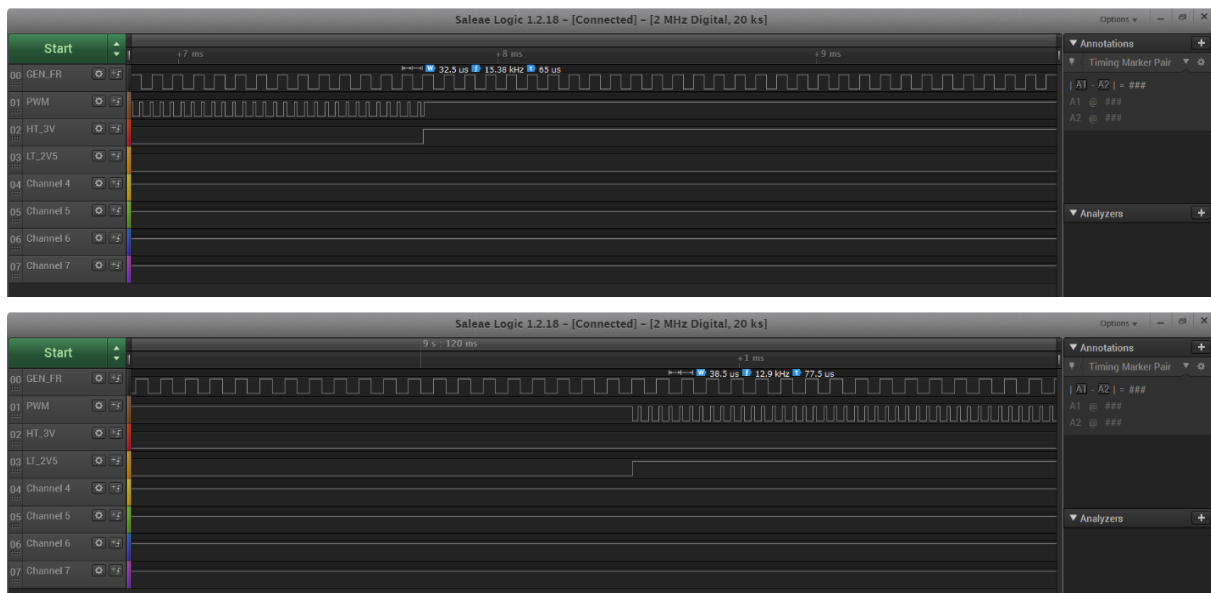 Saleae Logic 1.2.18 – [Connected] – [2 MHz Digital, 20 ks]
Options
Start
+7 ms +8 ms +9 ms
Annotations
Timing Marker Pair
| A1 - A2 | = ###
A1 @ ###
A2 @ ###
Analyzers
00 GEN_FR
W 32.5 us f 15.38 kHz T 65 us
01 PWM
02 HT_3V
03 LT_2V5
04 Channel 4
05 Channel 5
06 Channel 6
07 Channel 7
Saleae Logic 1.2.18 – [Connected] – [2 MHz Digital, 20 ks]
Options
Start
9 s : 120 ms
+1 ms
Annotations
Timing Marker Pair
| A1 - A2 | = ###
A1 @ ###
A2 @ ###
Analyzers
00 GEN_FR
W 38.5 us f 12.9 kHz T 77.5 us
01 PWM
02 HT_3V
03 LT_2V5
04 Channel 4
05 Channel 5
06 Channel 6
07 Channel 7